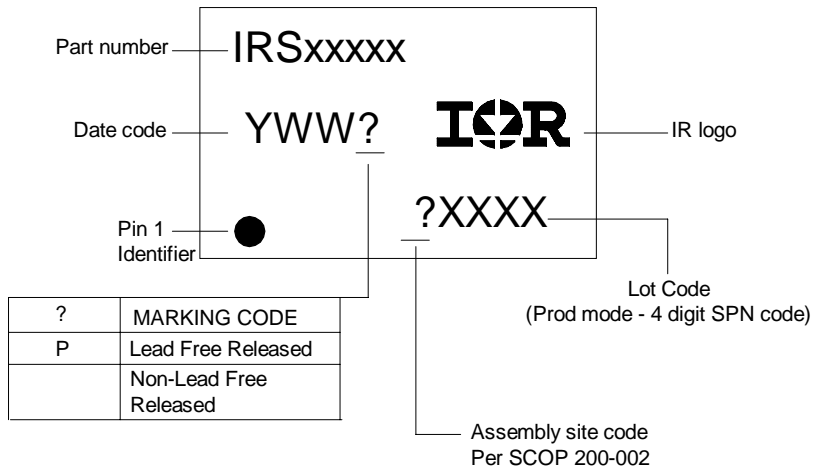 Part number
IRSxxxxx
Date code
YWW?
IOR
IR logo
Pin 1
Identifier
?XXXX
Lot Code
(Prod mode - 4 digit SPN code)
? MARKING CODE
P Lead Free Released
Non-Lead Free
Released
Assembly site code
Per SCOP 200-002